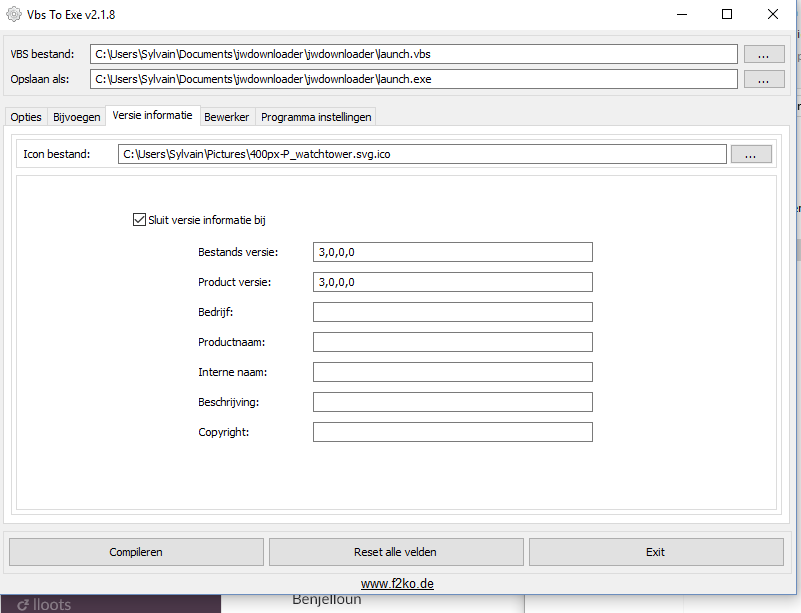 Vbs To Exe v2.1.8
VBS bestand: C:\Users\Sylvain\Documents\jwdownloader\jwdownloader\launch.vbs ...
Opslaan als: C:\Users\Sylvain\Documents\jwdownloader\jwdownloader\launch.exe ...
Opties Bijvoegen Versie informatie Bewerker Programma instellingen
Icon bestand: C:\Users\Sylvain\Pictures\400px-P_watchtower.svg.ico ...
Sluit versie informatie bij
Bestands versie: 3,0,0,0
Product versie: 3,0,0,0
Bedrijf:
Productnaam:
Interne naam:
Beschrijving:
Copyright:
Compileren Reset alle velden Exit
www.f2ko.de
lloots Benjelloun